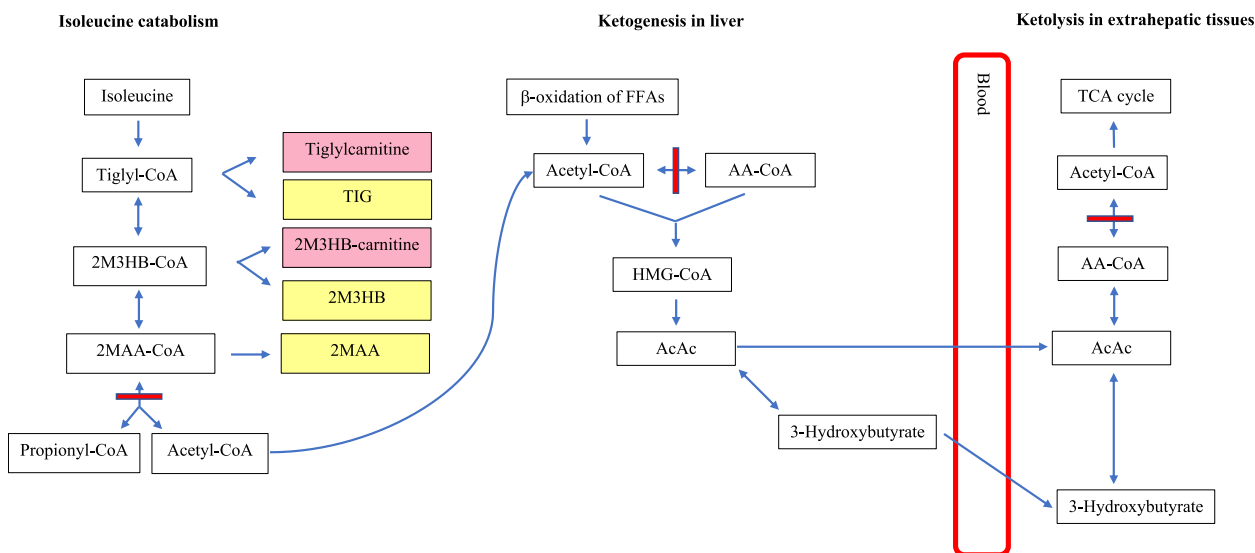 Isoleucine catabolism
Ketogenesis in liver
Ketolysis in extrahepatic tissues
Isoleucine
Tiglyl-CoA
Tiglylcarnitine
TIG
2M3HB-CoA
2M3HB-carnitine
2M3HB
2MAA-CoA
2MAA
Propionyl-CoA
Acetyl-CoA
β-oxidation of FFAs
Acetyl-CoA
AA-CoA
HMG-CoA
AcAc
3-Hydroxybutyrate
Blood
TCA cycle
Acetyl-CoA
AA-CoA
AcAc
3-Hydroxybutyrate